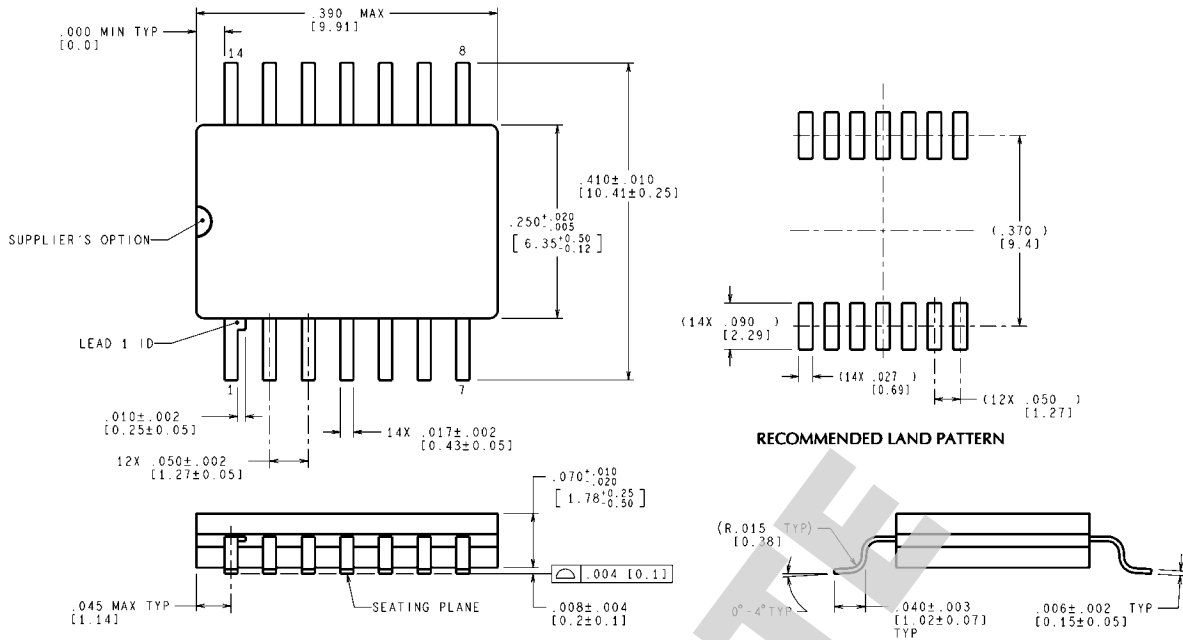 .390 MAX
[9.91]
.000 MIN TYP
[0.0]
14
8
.410±.010
[10.41±0.25]
.250+.020-.005
[6.35+0.50-0.12]
SUPPLIER'S OPTION
LEAD 1 ID
1
7
.010±.002
[0.25±0.05]
14X .017±.002
[0.43±0.05]
12X .050±.002
[1.27±0.05]
(.370 )
[9.4]
(14X .090 )
[2.29]
(14X .027 )
[0.69]
(12X .050 )
[1.27]
RECOMMENDED LAND PATTERN
.070+.010-.020
[1.78+0.25-0.50]
.004 [0.1]
.045 MAX TYP
[1.14]
SEATING PLANE
.008±.004
[0.2±0.1]
(R.015 TYP)
[0.38]
0°-4° TYP
.040±.003
[1.02±0.07]
TYP
.006±.002 TYP
[0.15±0.05]
TE